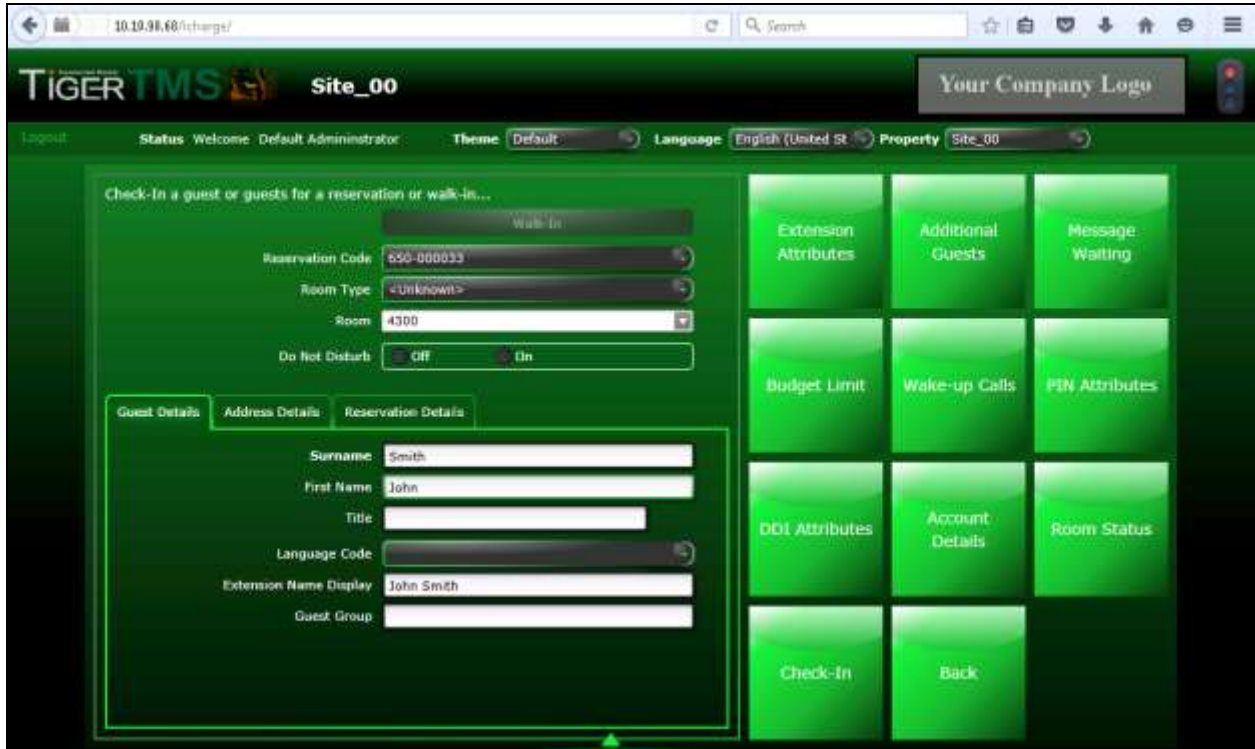 10.10.98.68/icharge/
Search
TIGER TMS
Site_00
Your Company Logo
Logout
Status Welcome Default Admininstrator
Theme Default
Language English (United St
Property Site_00
Check-In a guest or guests for a reservation or walk-in...
Walk-In
Reservation Code 650-000033
Room Type <Unknown>
Room 4300
Do Not Disturb Off On
Guest Details Address Details Reservation Details
Surname Smith
First Name John
Title
Language Code
Extension Name Display John Smith
Guest Group
Extension
Attributes
Additional
Guests
Message
Waiting
Budget Limit
Wake-up Calls
PIN Attributes
DDI Attributes
Account
Details
Room Status
Check-In
Back